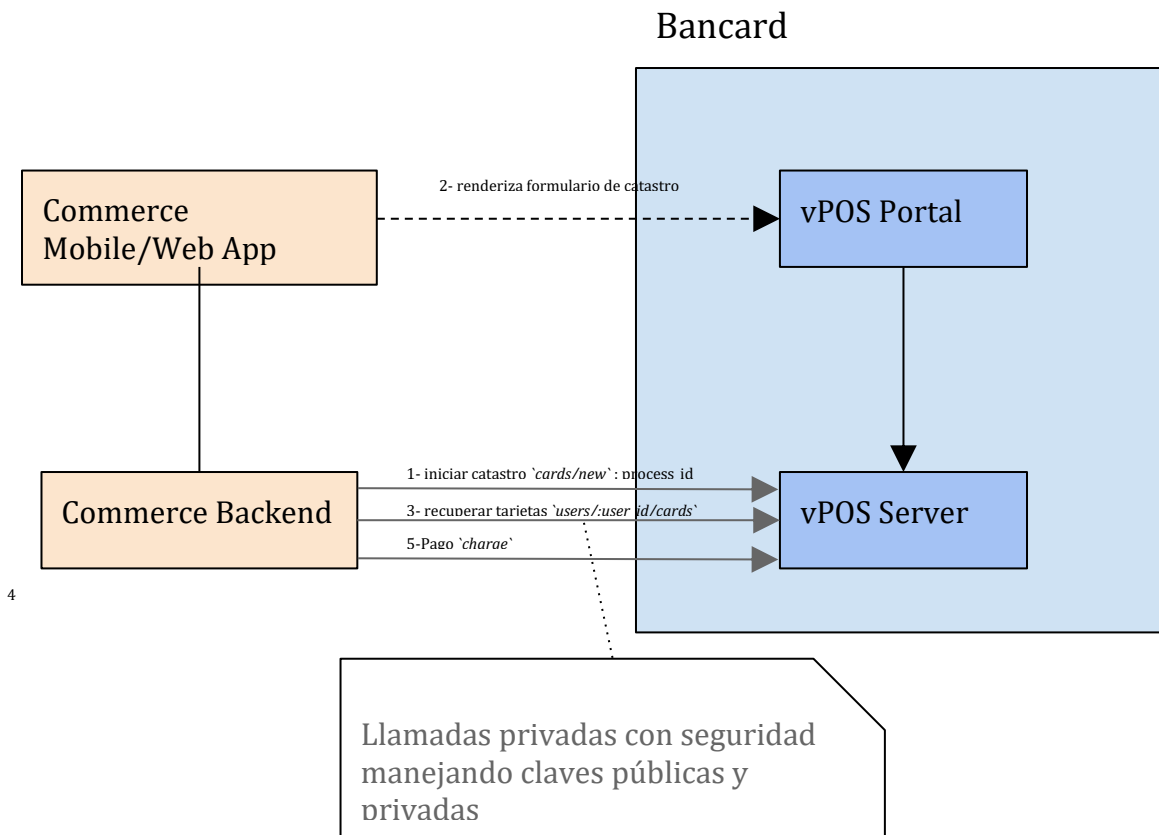 Bancard
2- renderiza formulario de catastro
Commerce
Mobile/Web App
vPOS Portal
1- iniciar catastro `cards/new` : process_id
3- recuperar tarjetas `users/:user_id/cards`
5-Pago `charge`
Commerce Backend
vPOS Server
4
Llamadas privadas con seguridad
manejando claves públicas y
privadas